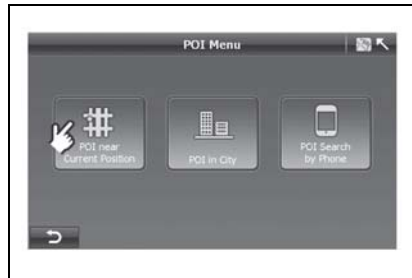 POI Menu
POI near
Current Position
POI in City
POI Search
by Phone